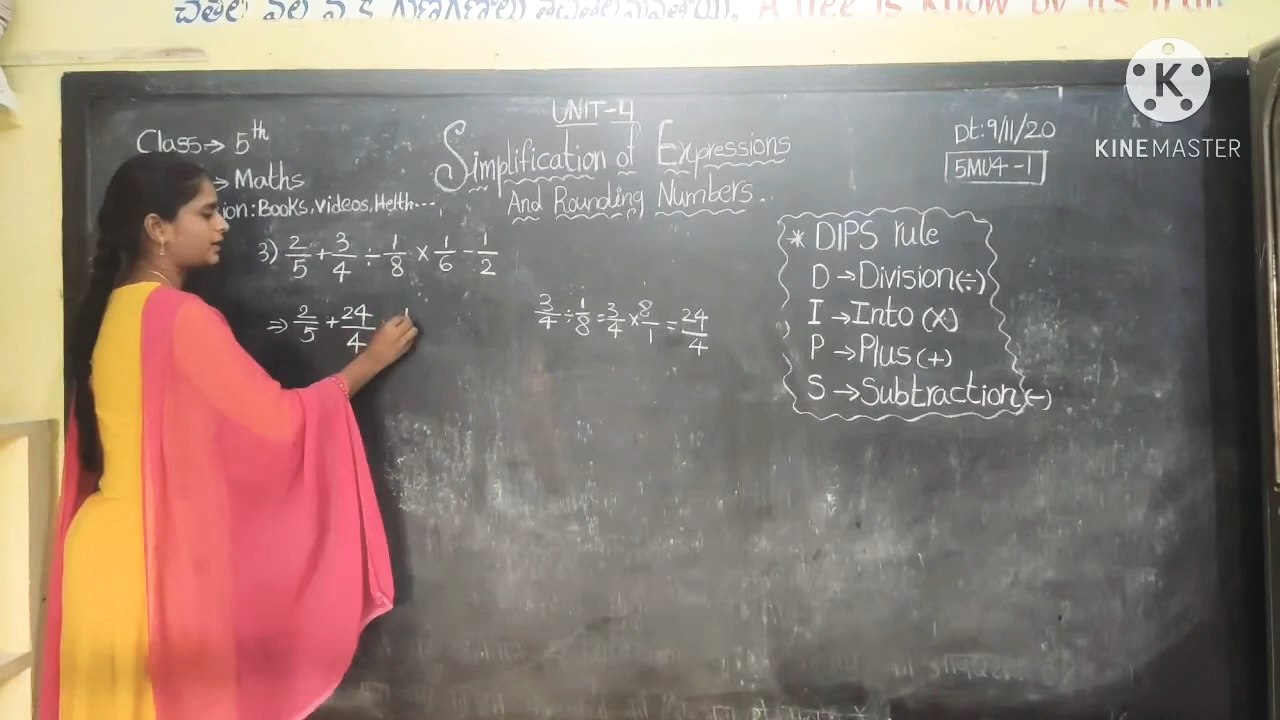 A Tree is Know by its fruit
KINEMASTER
UNIT-4
Class→ 5th
Simplification of Expressions
And Rounding Numbers..
Dt:9/11/20
5MU4-1
→ Maths
ion: Books, Videos, Helth...
3) 2/5 + 3/4 ÷ 1/8 × 1/6 - 1/2
⇒ 2/5 + 24/4
3/4 ÷ 1/8 = 3/4 × 8/1 = 24/4
* DIPS rule
D → Division(÷)
I → Into (×)
P → Plus (+)
S → Subtraction(-)